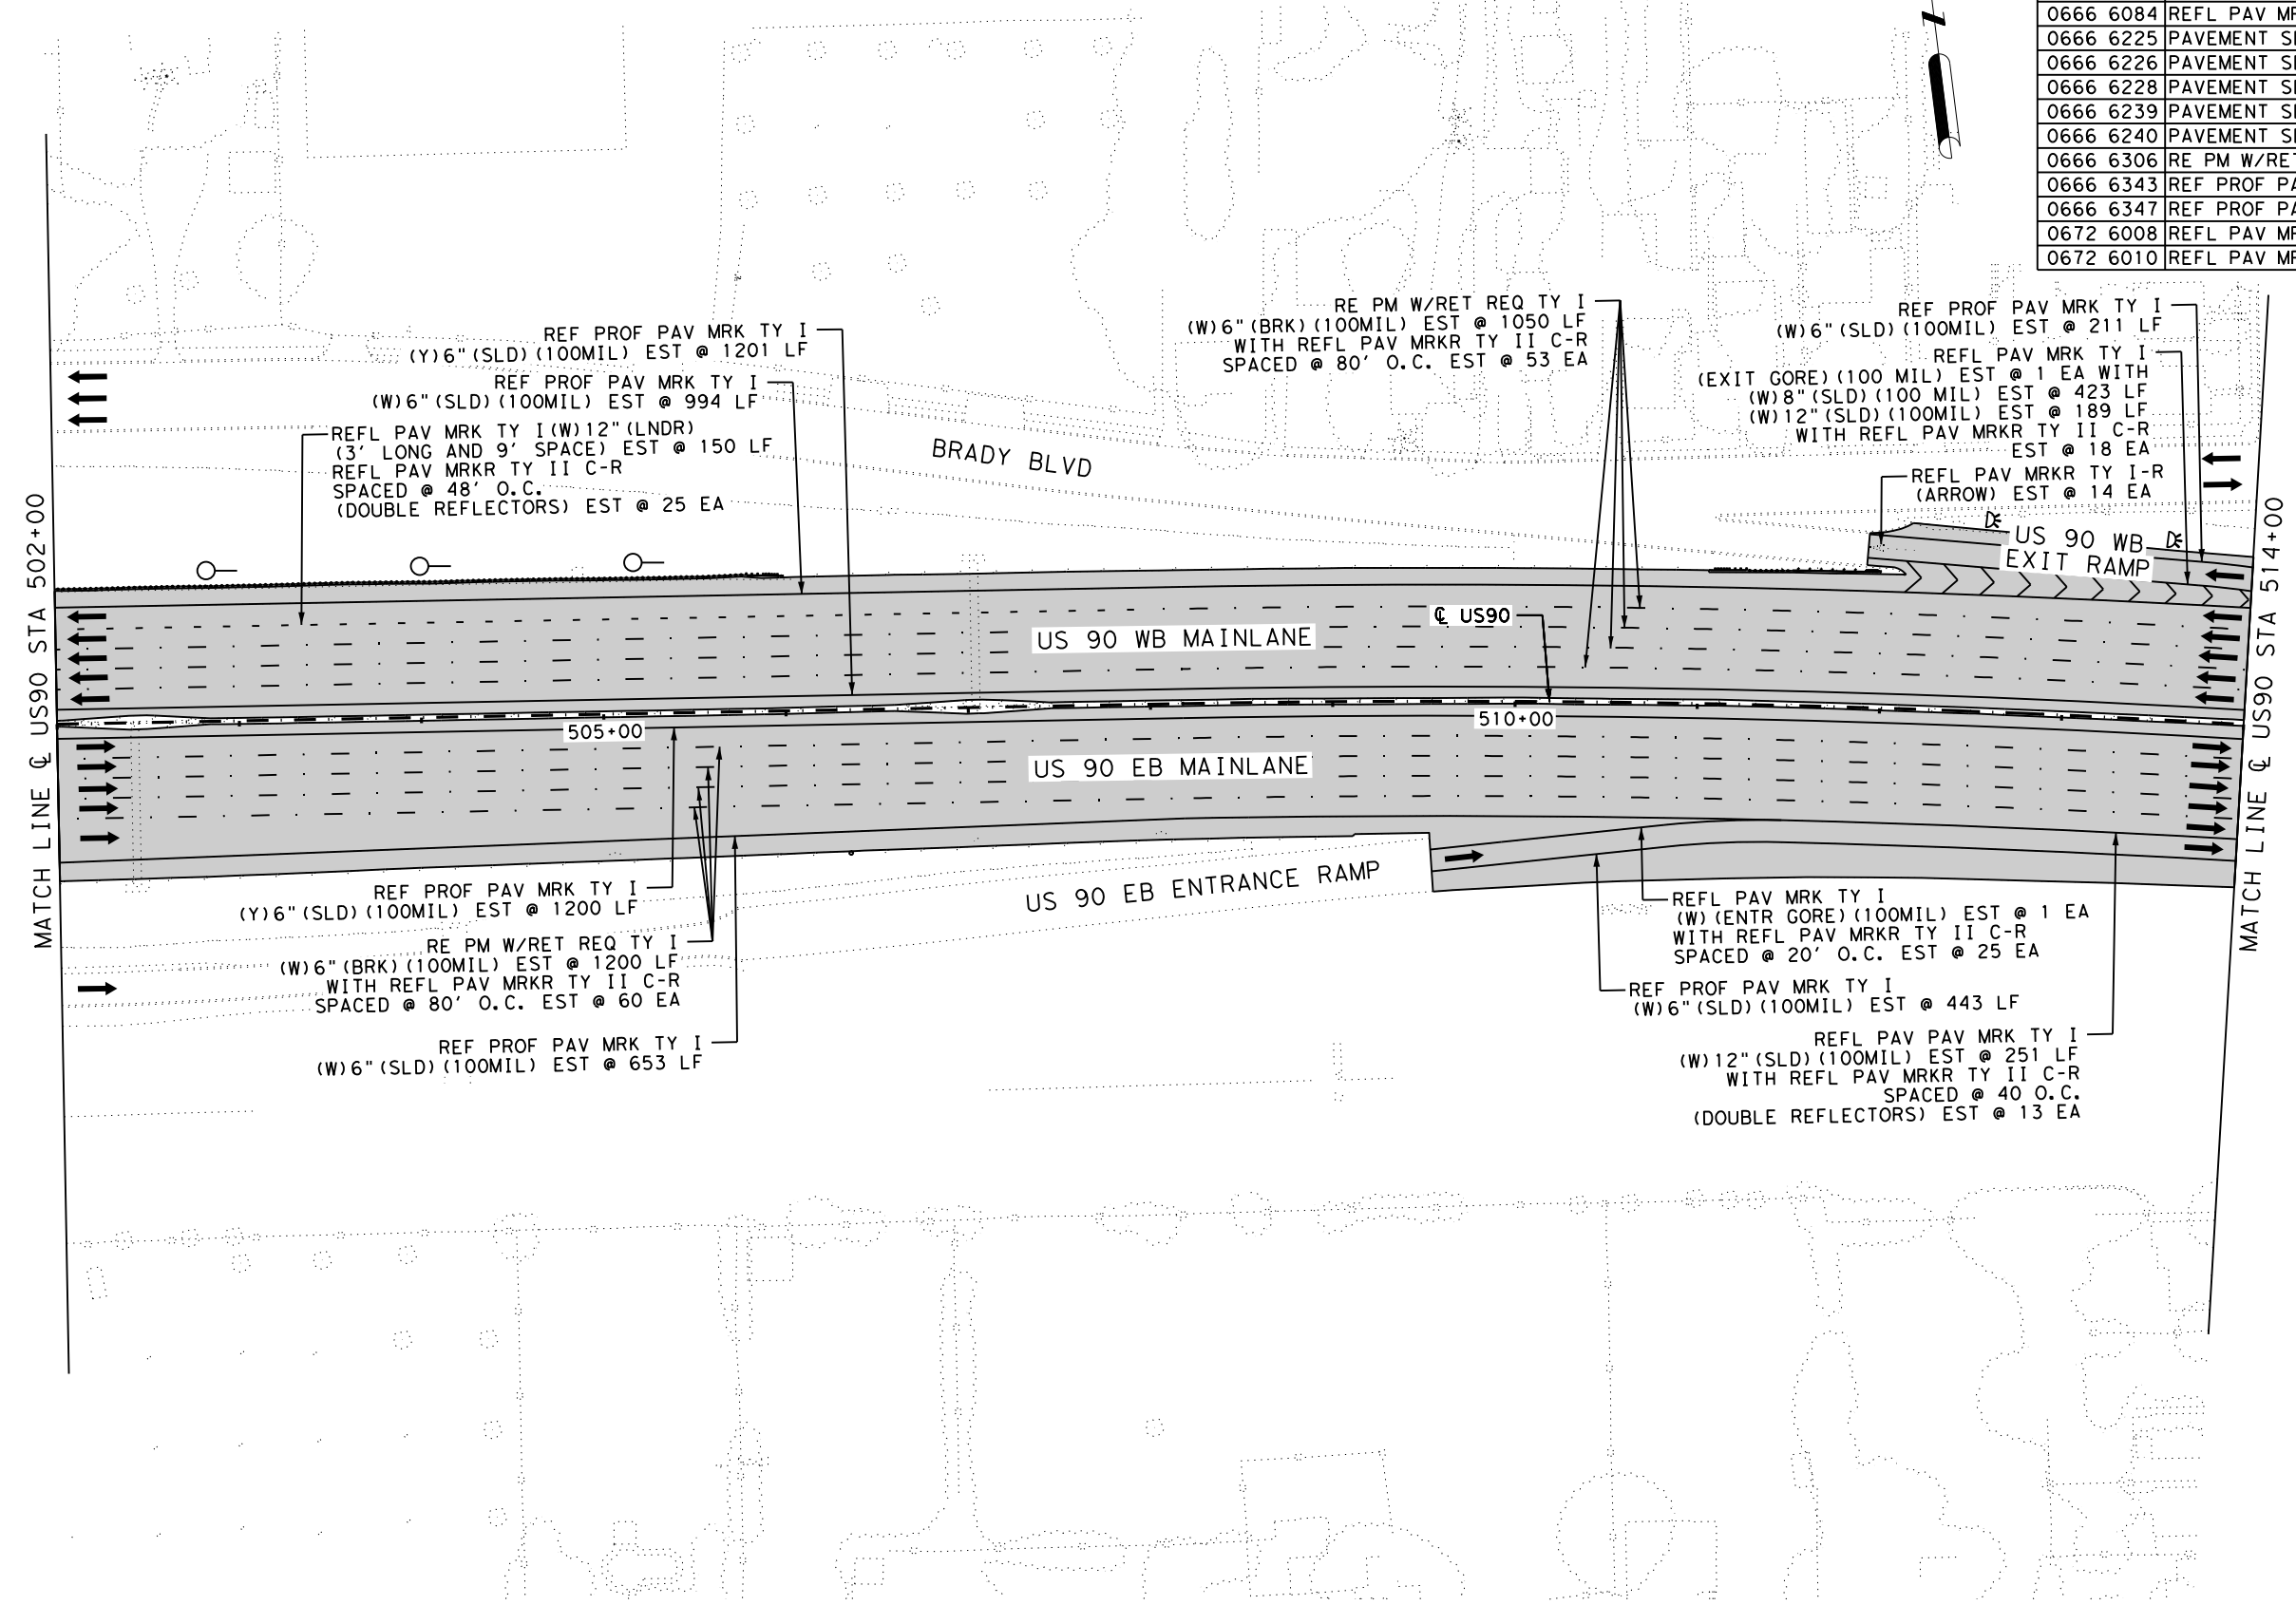 0666 6084 REFL PAV
0666 6225 PAVEMENT
0666 6226 PAVEMENT
0666 6228 PAVEMENT
0666 6239 PAVEMENT
0666 6240 PAVEMENT
0666 6306 RE PM
0666 6343 REF PROF
0666 6347 REF PROF
0672 6008 REFL PAV
0672 6010 REFL PAV
REF PROF PAV MRK TY I
(Y)6"(SLD)(100MIL) EST @ 1201 LF
REF PROF PAV MRK TY I
(W)6"(SLD)(100MIL) EST @ 994 LF
REFL PAV MRK TY I(W)12"(LNDR)
(3' LONG AND 9' SPACE) EST @ 150 LF
REFL PAV MRKR TY II C-R
SPACED @ 48' O.C.
(DOUBLE REFLECTORS) EST @ 25 EA
RE PM W/RET REQ TY I
(W)6"(BRK)(100MIL) EST @ 1050 LF
WITH REFL PAV MRKR TY II C-R
SPACED @ 80' O.C. EST @ 53 EA
REF PROF PAV MRK TY I
(W)6"(SLD)(100MIL) EST @ 211 LF
REFL PAV MRK TY I
(EXIT GORE)(100 MIL) EST @ 1 EA WITH
(W)8"(SLD)(100 MIL) EST @ 423 LF
(W)12"(SLD)(100MIL) EST @ 189 LF
WITH REFL PAV MRKR TY II C-R
EST @ 18 EA
REFL PAV MRKR TY I-R
(ARROW) EST @ 14 EA
BRADY BLVD
US 90 WB
EXIT RAMP
MATCH LINE ℄ US90 STA 502+00
MATCH LINE ℄ US90 STA 514+00
℄ US90
US 90 WB MAINLANE
505+00
510+00
US 90 EB MAINLANE
US 90 EB ENTRANCE RAMP
REF PROF PAV MRK TY I
(Y)6"(SLD)(100MIL) EST @ 1200 LF
RE PM W/RET REQ TY I
(W)6"(BRK)(100MIL) EST @ 1200 LF
WITH REFL PAV MRKR TY II C-R
SPACED @ 80' O.C. EST @ 60 EA
REF PROF PAV MRK TY I
(W)6"(SLD)(100MIL) EST @ 653 LF
REFL PAV MRK TY I
(W)(ENTR GORE)(100MIL) EST @ 1 EA
WITH REFL PAV MRKR TY II C-R
SPACED @ 20' O.C. EST @ 25 EA
REF PROF PAV MRK TY I
(W)6"(SLD)(100MIL) EST @ 443 LF
REFL PAV PAV MRK TY I
(W)12"(SLD)(100MIL) EST @ 251 LF
WITH REFL PAV MRKR TY II C-R
SPACED @ 40 O.C.
(DOUBLE REFLECTORS) EST @ 13 EA